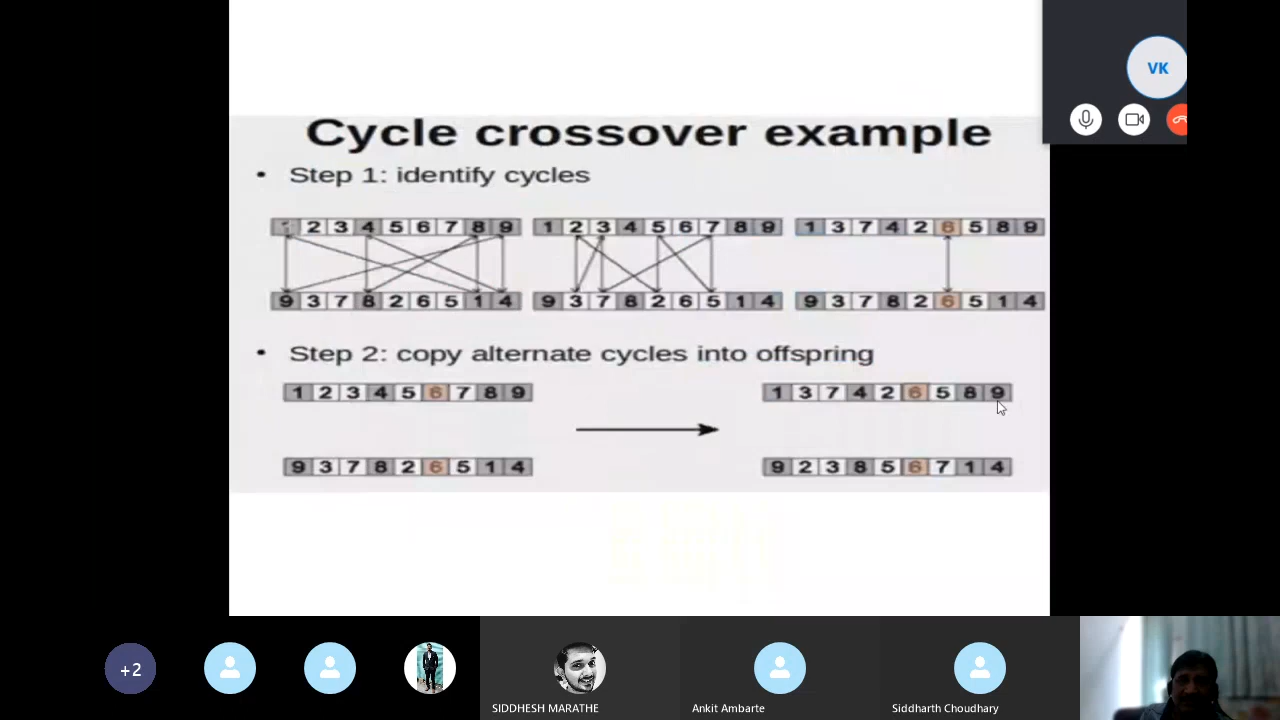 VK
Cycle crossover example
• Step 1: identify cycles
1 2 3 4 5 6 7 8 9
1 2 3 4 5 6 7 8 9
1 3 7 4 2 6 5 8 9
9 3 7 8 2 6 5 1 4
9 3 7 8 2 6 5 1 4
9 3 7 8 2 6 5 1 4
• Step 2: copy alternate cycles into offspring
1 2 3 4 5 6 7 8 9
1 3 7 4 2 6 5 8 9
9 3 7 8 2 6 5 1 4
9 2 3 8 5 6 7 1 4
+2
SIDDHESH MARATHE
Ankit Ambarte
Siddharth Choudhary